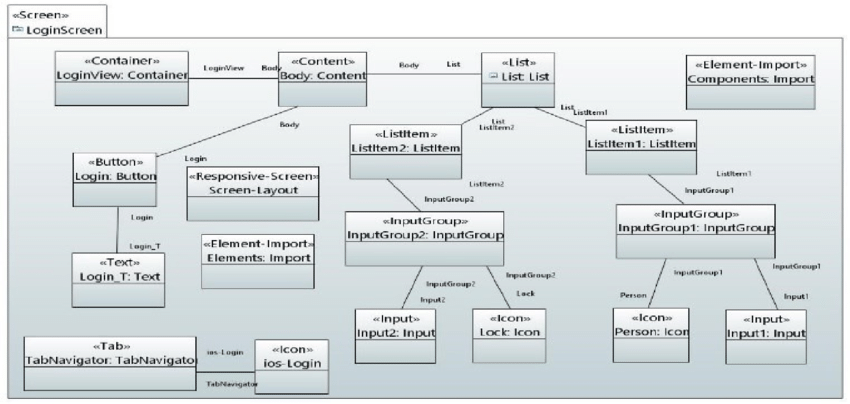 «Screen»
LoginScreen
«Container»
LoginView: Container
LoginView
Body
«Content»
Body: Content
Body
List
«List»
List: List
«Element-Import»
Components: Import
Body
List
ListItem2
List
ListItem1
«ListItem»
ListItem2: ListItem
«ListItem»
ListItem1: ListItem
Login
«Button»
Login: Button
«Responsive-Screen»
Screen-Layout
ListItem2
InputGroup2
ListItem1
InputGroup1
Login
Login_T
«InputGroup»
InputGroup2: InputGroup
«InputGroup»
InputGroup1: InputGroup
«Text»
Login_T: Text
«Element-Import»
Elements: Import
InputGroup2
Input2
InputGroup2
Lock
InputGroup1
Person
InputGroup1
Input1
«Input»
Input2: Input
«Icon»
Lock: Icon
«Icon»
Person: Icon
«Input»
Input1: Input
«Tab»
TabNavigator: TabNavigator
ios-Login
TabNavigator
«Icon»
ios-Login